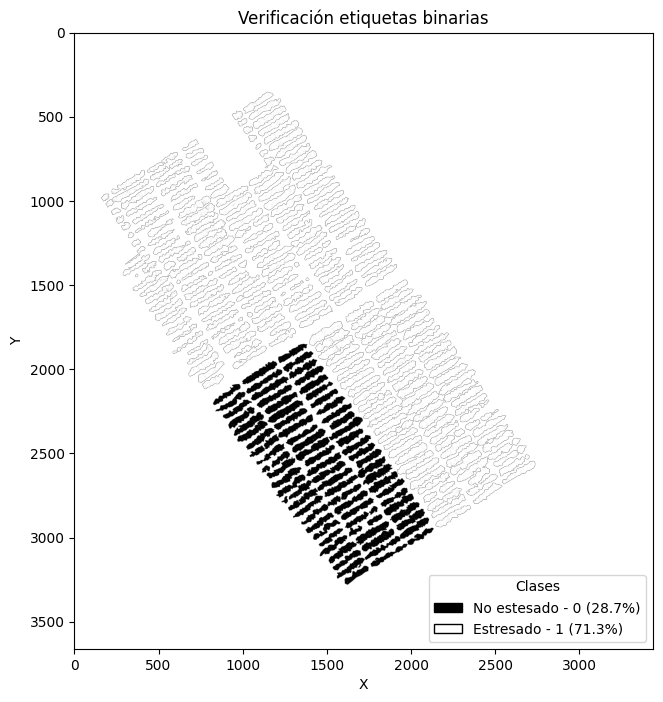 Verificación etiquetas binarias
0
500
1000
1500
2000
2500
3000
3500
Y
0 500 1000 1500 2000 2500 3000
X
Clases
No estesado - 0 (28.7%)
Estresado - 1 (71.3%)